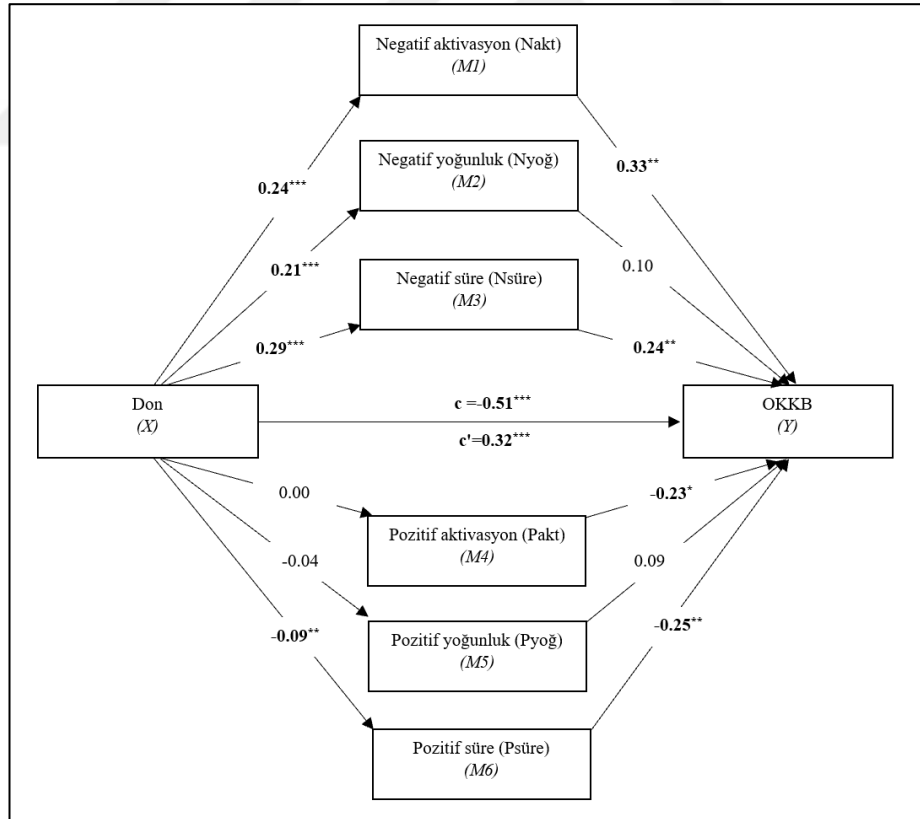 Negatif aktivasyon (Nakt)
(M1)
Negatif yoğunluk (Nyoğ)
(M2)
0.33**
0.24***
0.21***
0.10
Negatif süre (Nsüre)
(M3)
0.29***
0.24**
Don
(X)
c =-0.51***
c'=0.32***
OKKB
(Y)
0.00
-0.23*
Pozitif aktivasyon (Pakt)
(M4)
-0.04
0.09
-0.09**
-0.25**
Pozitif yoğunluk (Pyoğ)
(M5)
Pozitif süre (Psüre)
(M6)